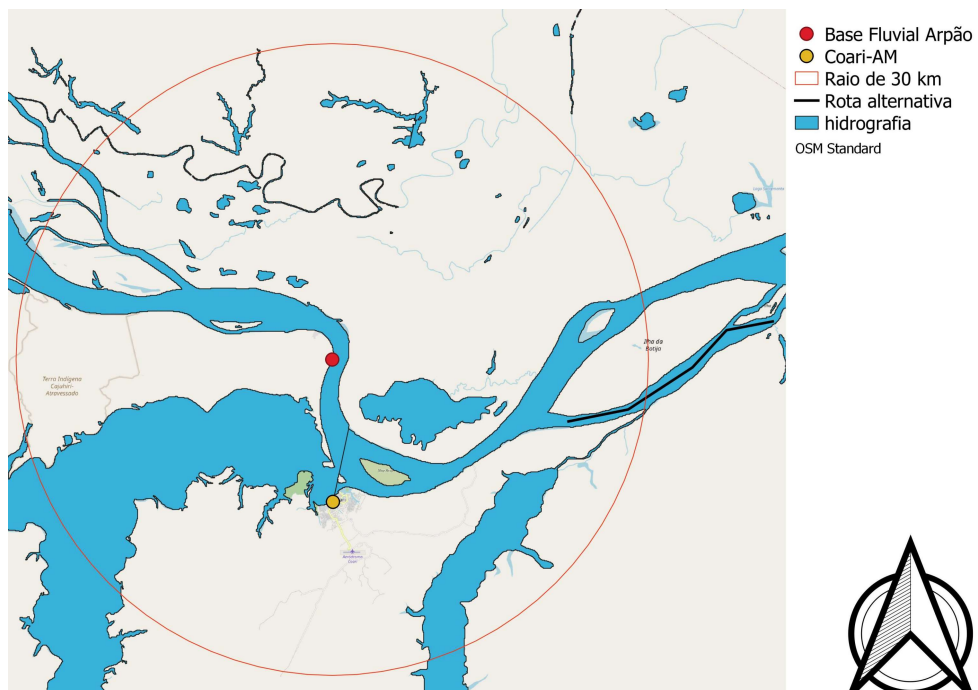 Base Fluvial Arpão
Coari-AM
Raio de 30 km
Rota alternativa
hidrografia
OSM Standard
Ilha da
Botija
Terra Indígena
Cajuhiri-
Atravessado